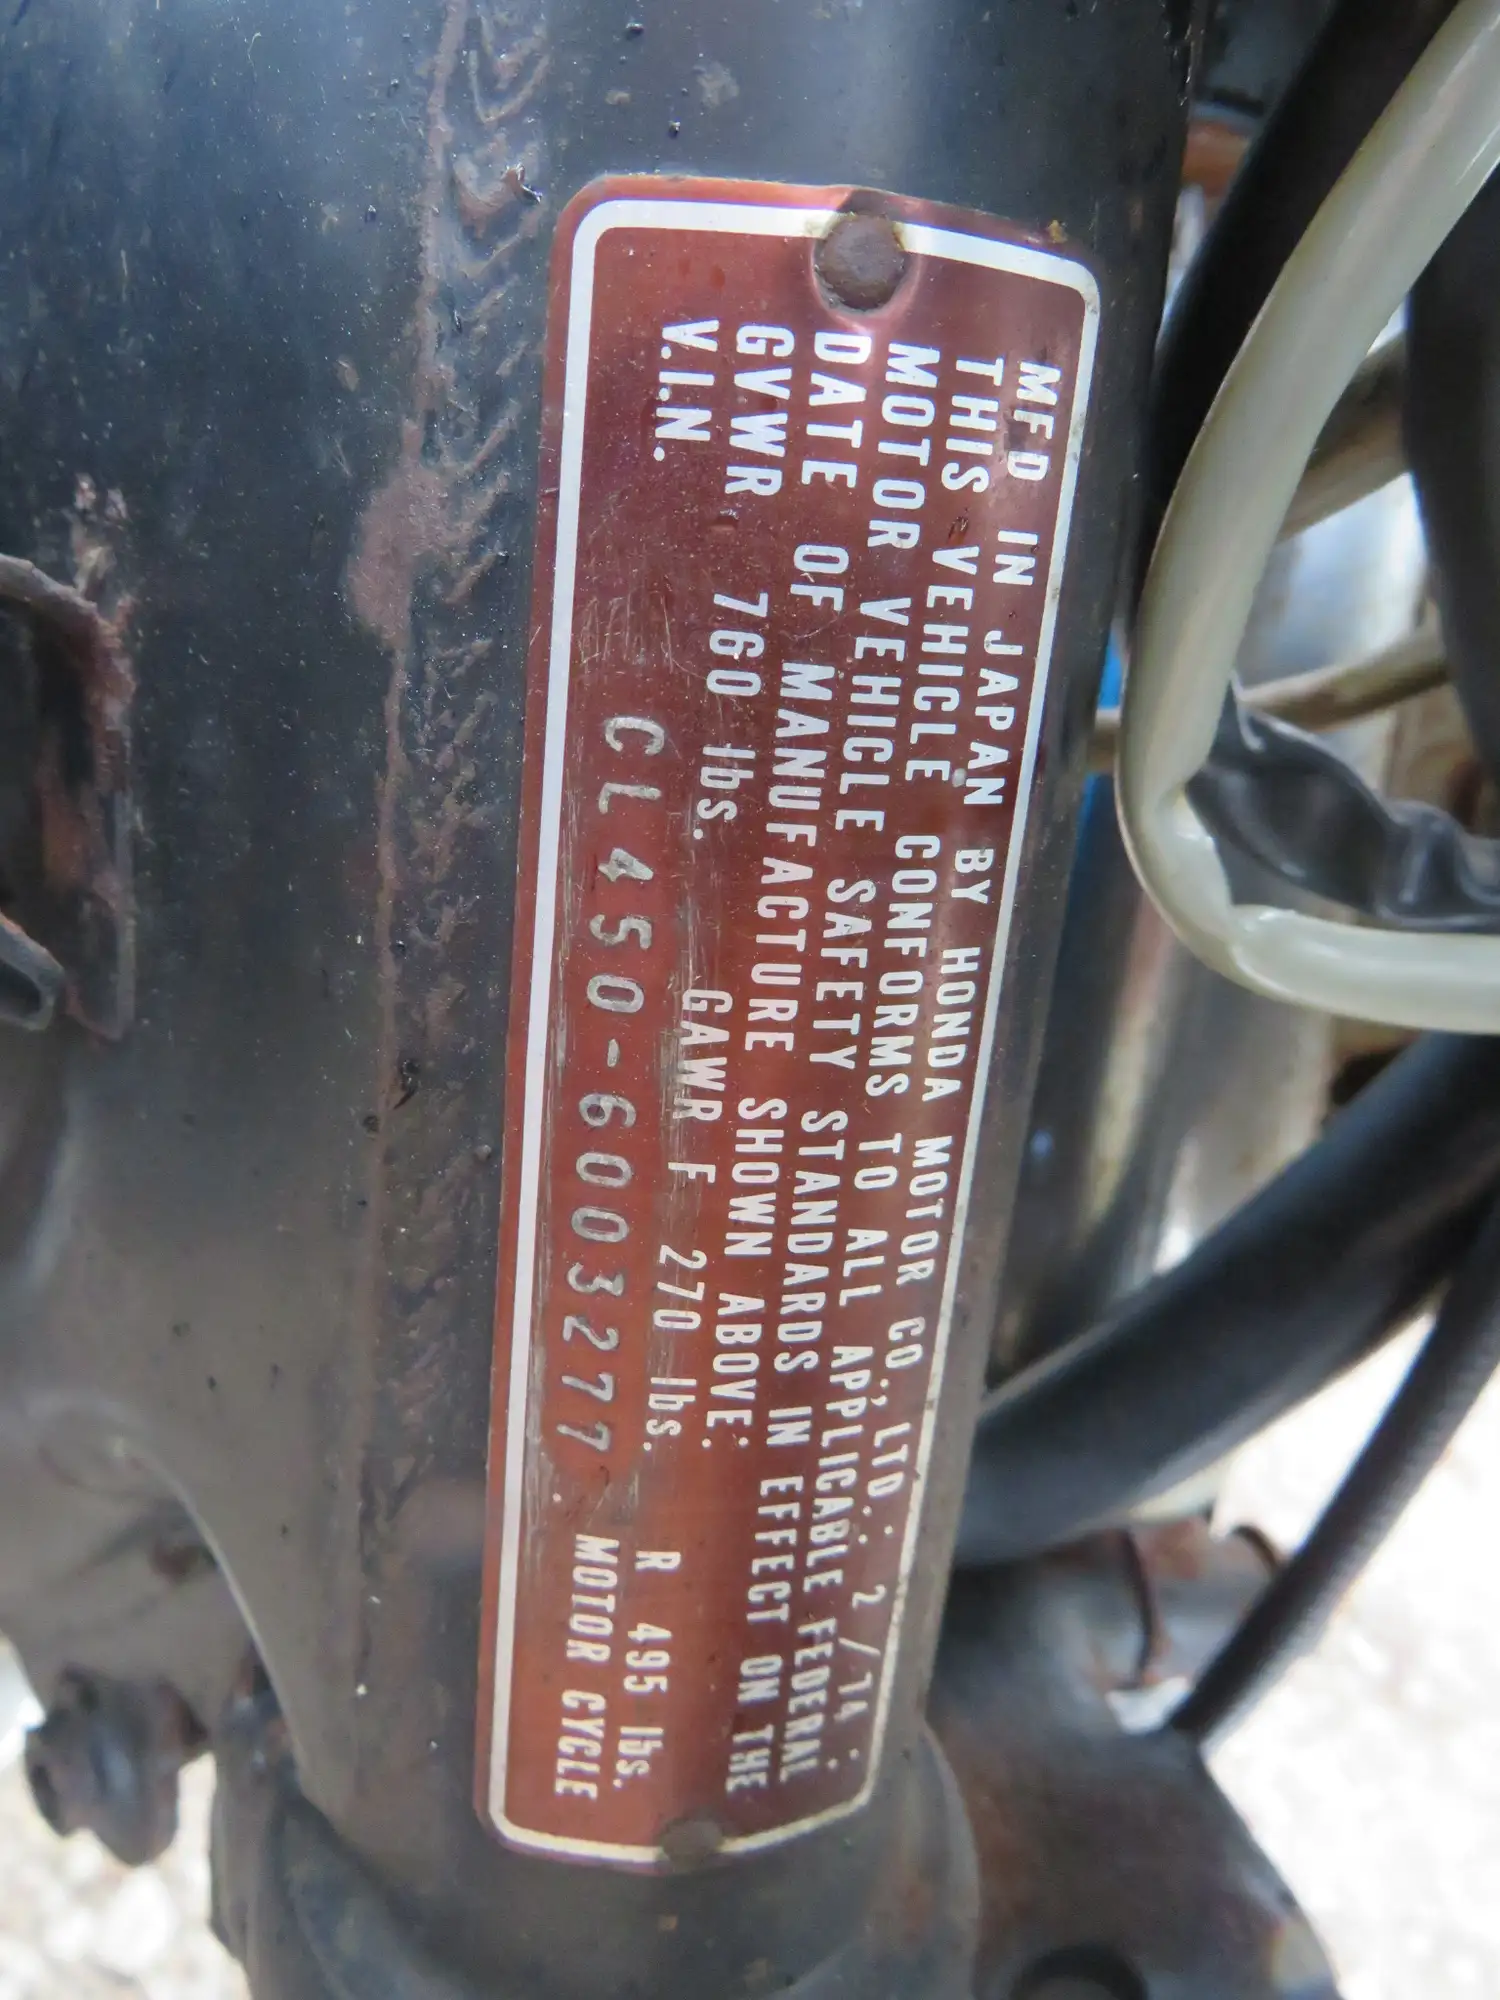 MFD IN JAPAN BY HONDA MOTOR CO., LTD.: 2/74 :
THIS VEHICLE CONFORMS TO ALL APPLICABLE FEDERAL
MOTOR VEHICLE SAFETY STANDARDS IN EFFECT ON THE
DATE OF MANUFACTURE SHOWN ABOVE.
GVWR 760 lbs. GAWR F 270 lbs. R 495 lbs.
V.I.N. CL450-6003277 MOTOR CYCLE